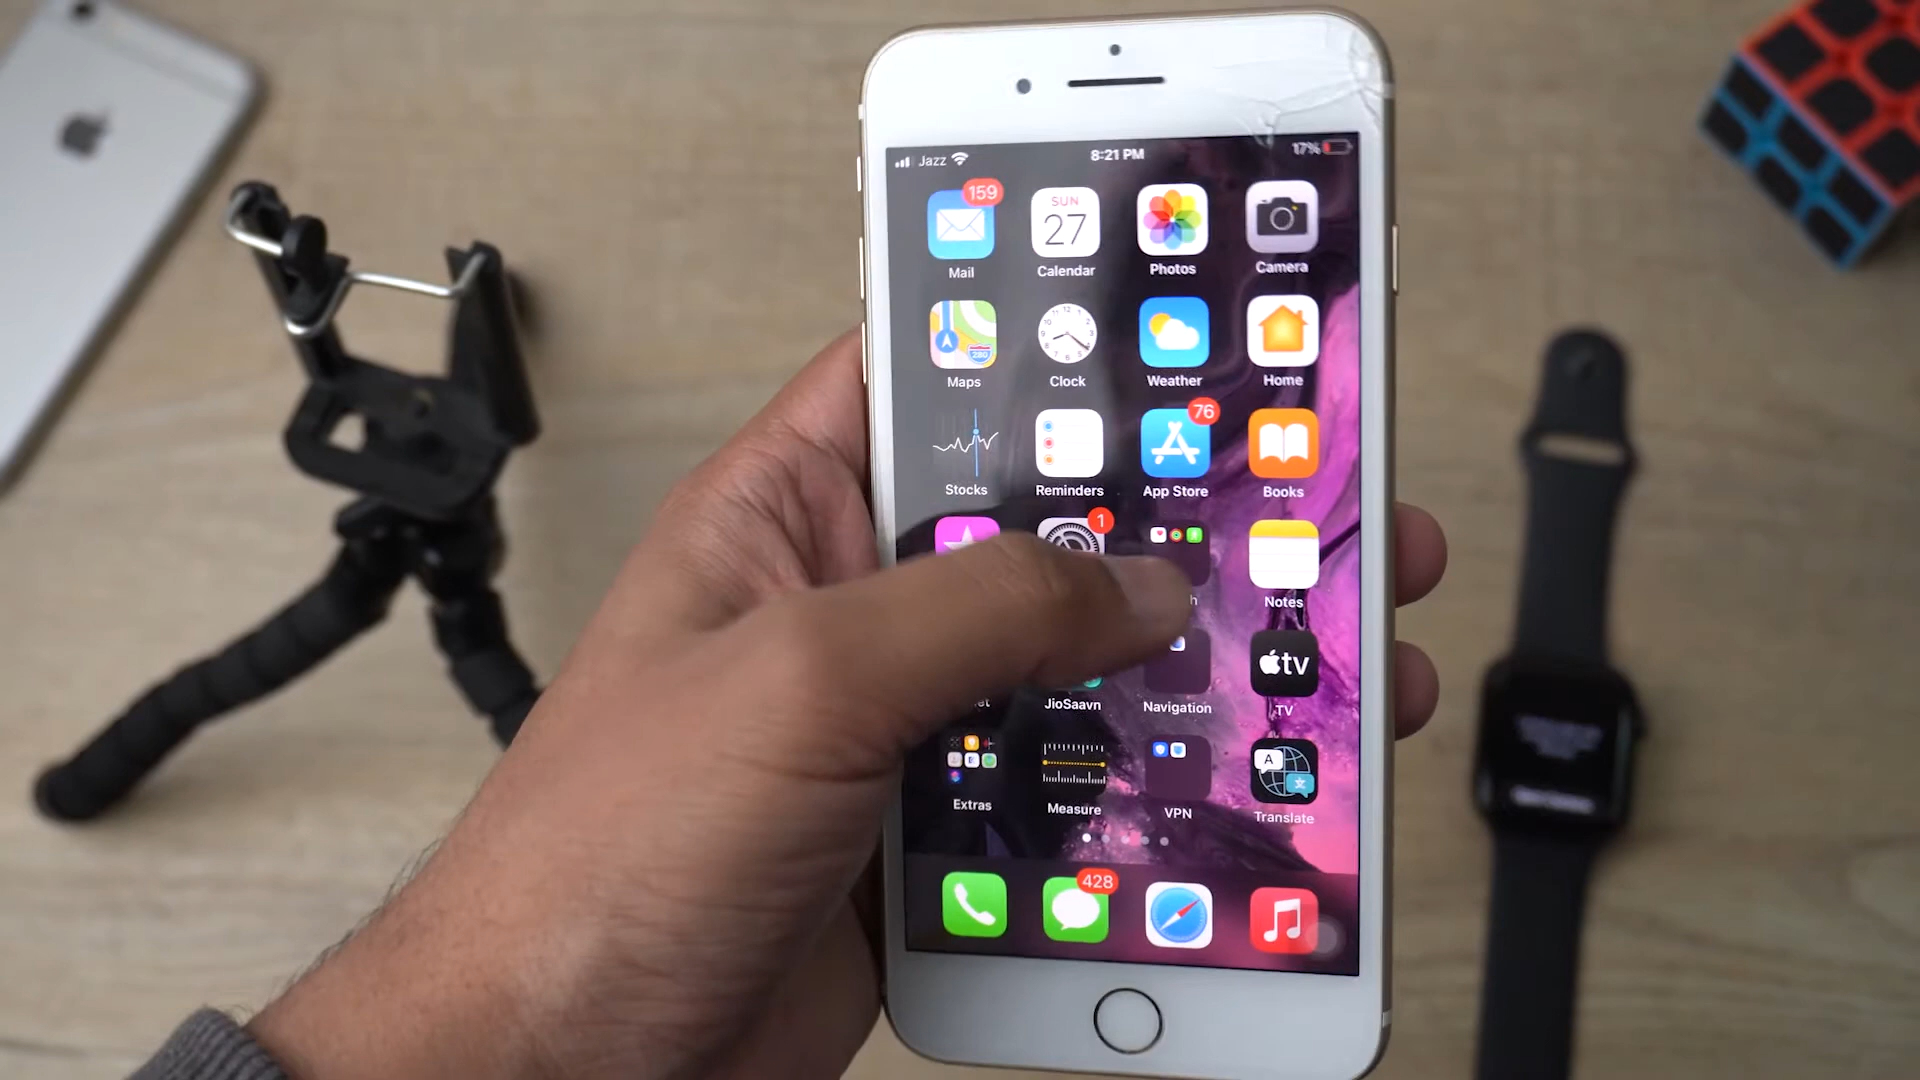 Jazz 8:21 PM 17%
159 SUN 27
Mail Calendar Photos Camera
280
Maps Clock Weather Home
76
Stocks Reminders App Store Books
1
Notes
tv
JioSaavn Navigation TV
A
Extras Measure VPN Translate
428